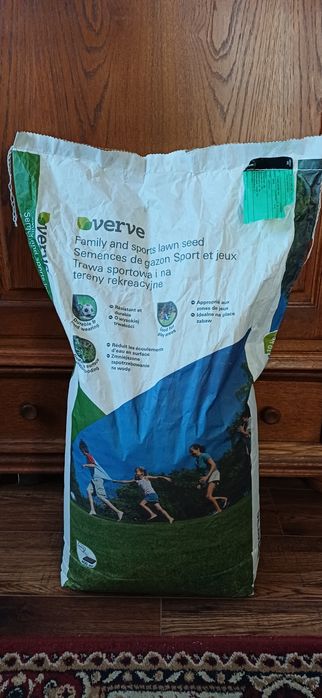 verve
Family and sports lawn seed
Semences de gazon Sport et jeux
Trawa sportowa i na
tereny rekreacyjne
Résistant et
durable
O wysokiej
trwałości
Approprié aux
zones de jeux
Idealna na place
zabaw
Réduit les écoulements
d'eau en surface
Zmniejszone
zapotrzebowanie
na wodę